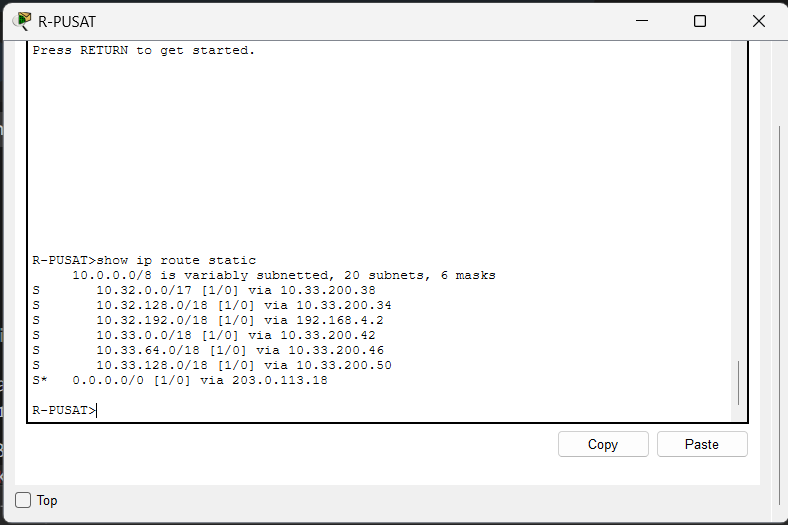 R-PUSAT
Press RETURN to get started.
R-PUSAT>show ip route static
10.0.0.0/8 is variably subnetted, 20 subnets, 6 masks
S 10.32.0.0/17 [1/0] via 10.33.200.38
S 10.32.128.0/18 [1/0] via 10.33.200.34
S 10.32.192.0/18 [1/0] via 192.168.4.2
S 10.33.0.0/18 [1/0] via 10.33.200.42
S 10.33.64.0/18 [1/0] via 10.33.200.46
S 10.33.128.0/18 [1/0] via 10.33.200.50
S* 0.0.0.0/0 [1/0] via 203.0.113.18
R-PUSAT>
Copy Paste
Top